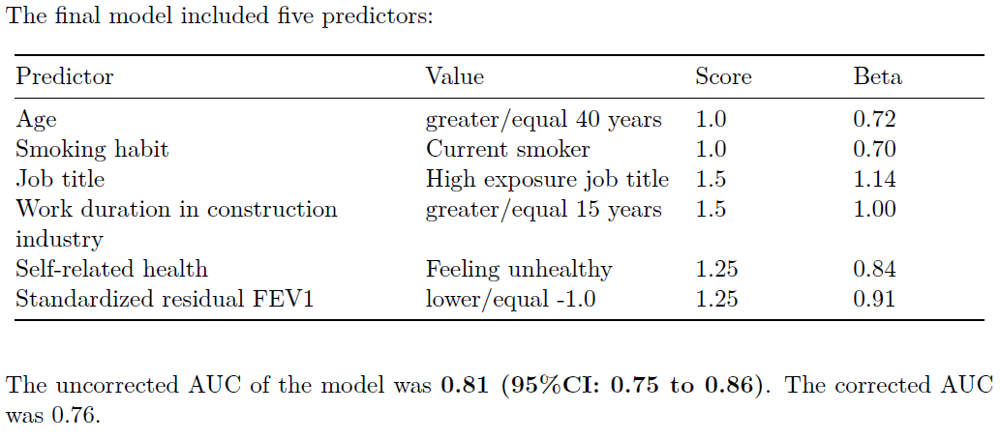 The final model included five predictors:
Predictor Value Score Beta
Age greater/equal 40 years 1.0 0.72
Smoking habit Current smoker 1.0 0.70
Job title High exposure job title 1.5 1.14
Work duration in construction greater/equal 15 years 1.5 1.00
industry
Self-related health Feeling unhealthy 1.25 0.84
Standardized residual FEV1 lower/equal -1.0 1.25 0.91
The uncorrected AUC of the model was 0.81 (95%CI: 0.75 to 0.86). The corrected AUC
was 0.76.